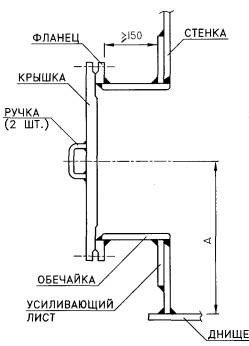 ФЛАНЕЦ
≥150
СТЕНКА
КРЫШКА
РУЧКА
(2 ШТ.)
А
ОБЕЧАЙКА
УСИЛИВАЮЩИЙ
ЛИСТ
ДНИЩЕ